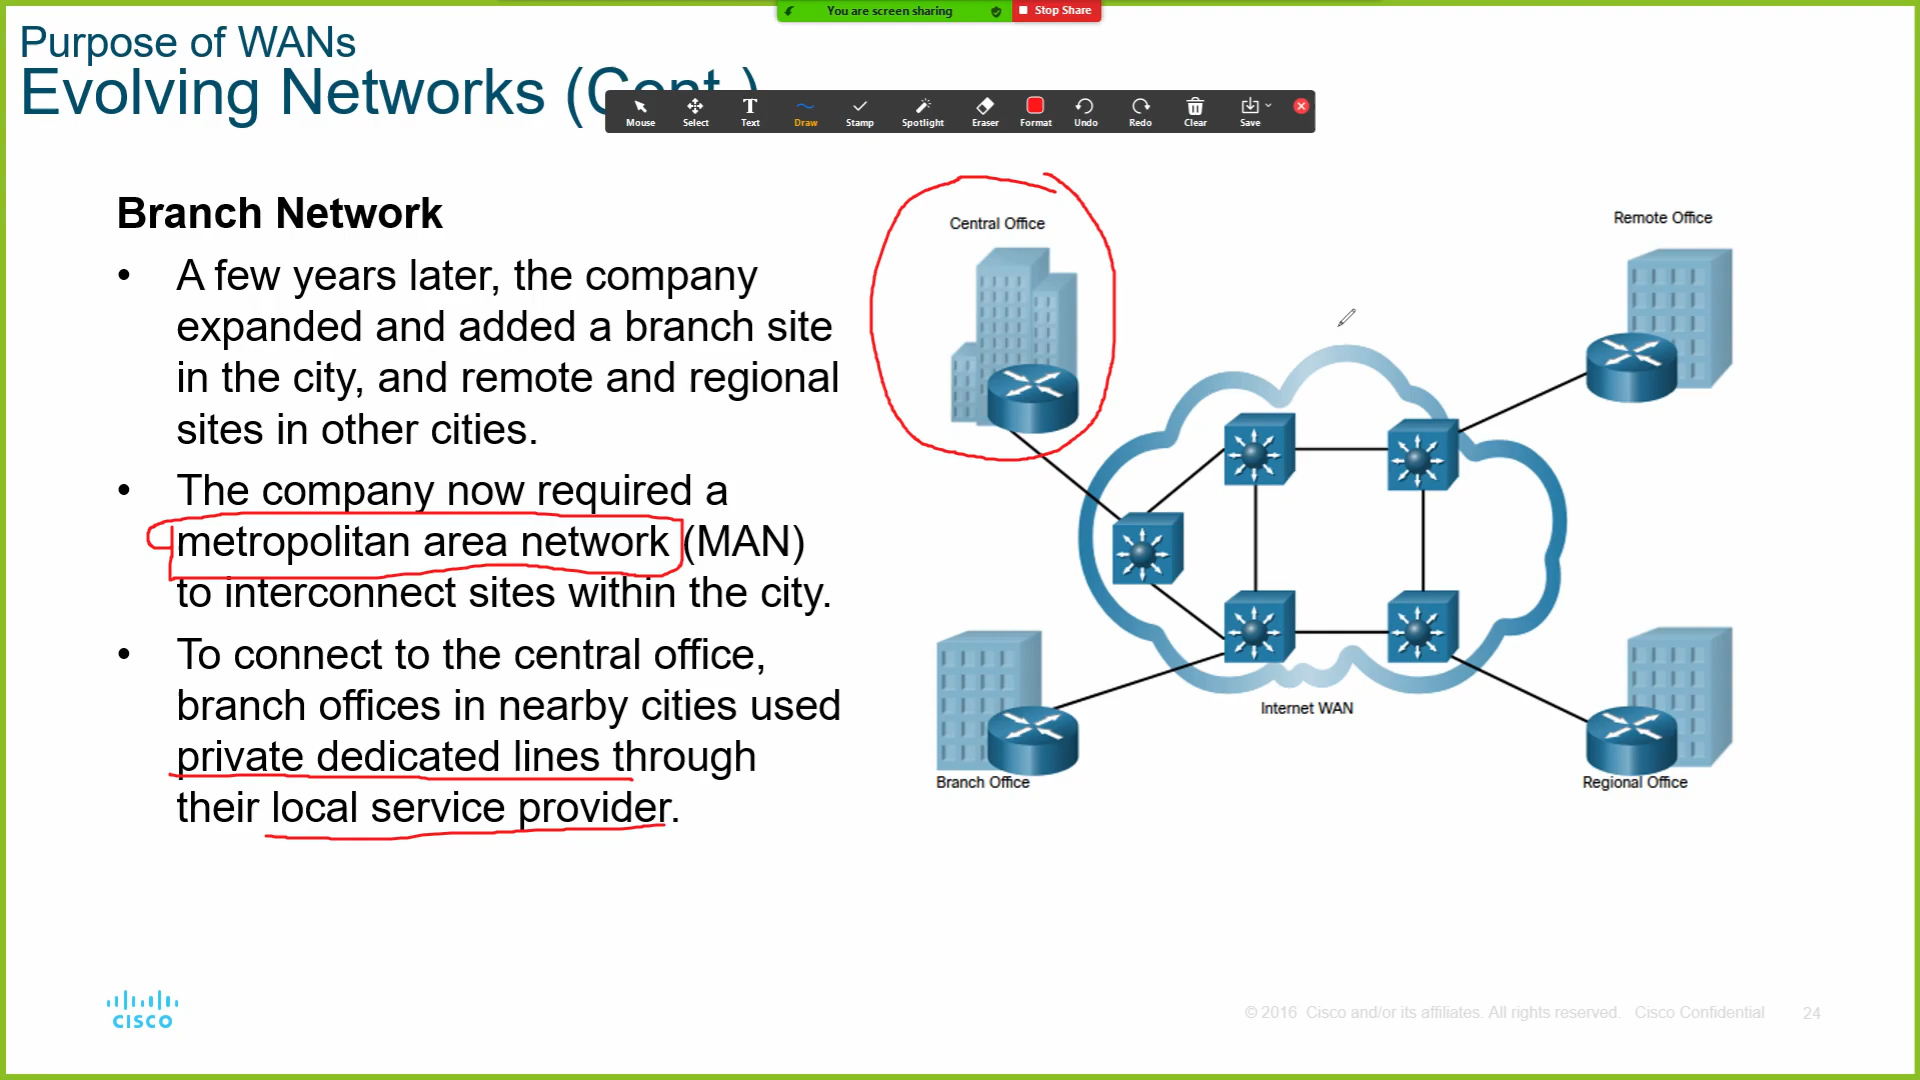 You are screen sharing
Stop Share
Purpose of WANs
Evolving Networks (Cont.)
Mouse
Select
Text
Draw
Stamp
Spotlight
Eraser
Format
Undo
Redo
Clear
Save
Branch Network
• A few years later, the company
expanded and added a branch site
in the city, and remote and regional
sites in other cities.
• The company now required a
metropolitan area network (MAN)
to interconnect sites within the city.
• To connect to the central office,
branch offices in nearby cities used
private dedicated lines through
their local service provider.
Central Office
Remote Office
Internet WAN
Branch Office
Regional Office
CISCO
© 2016 Cisco and/or its affiliates. All rights reserved. Cisco Confidential 24